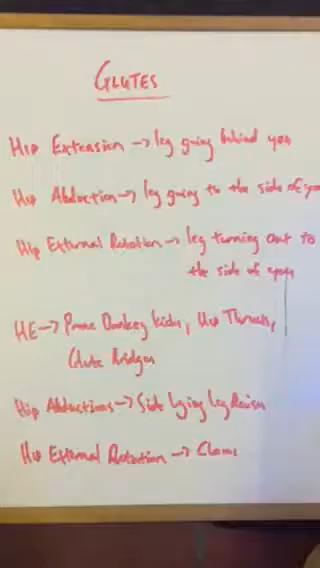 GLUTES
Hip Extension → leg going behind you
Hip Abduction → leg going to the side of you
Hip External Rotation → leg turning out to
the side of you
HE → Prone Donkey kicks, Hip Thrusts,
Glute Bridges
Hip Abductions → Side lying leg Raises
Hip External Rotation → Clams